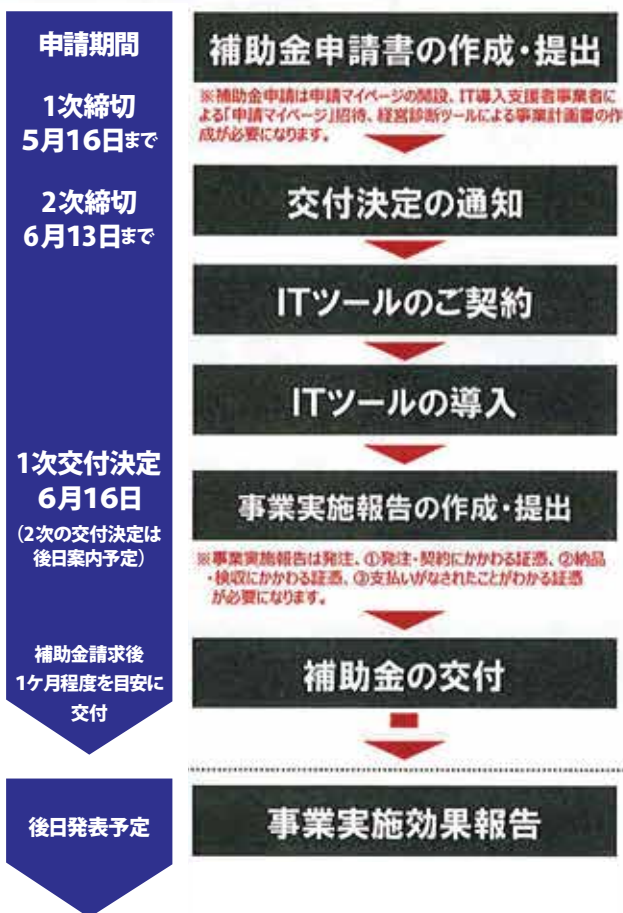 申請期間
1次締切
5月16日まで
2次締切
6月13日まで
1次交付決定
6月16日
(2次の交付決定は
後日案内予定)
補助金請求後
1ケ月程度を目安に
交付
後日発表予定
補助金申請書の作成・提出
※補助金申請は申請マイページの開設、IT導入支援者事業者に
よる「申請マイページ」招待、経営診断ツールによる事業計画書の作
成が必要になります。
交付決定の通知
ITツールのご契約
ITツールの導入
事業実施報告の作成・提出
※事業実施報告は発注、①発注・契約にかかわる証憑、②納品
・検収にかかわる証憑、③支払いがなされたことがわかる証憑
が必要になります。
補助金の交付
事業実施効果報告